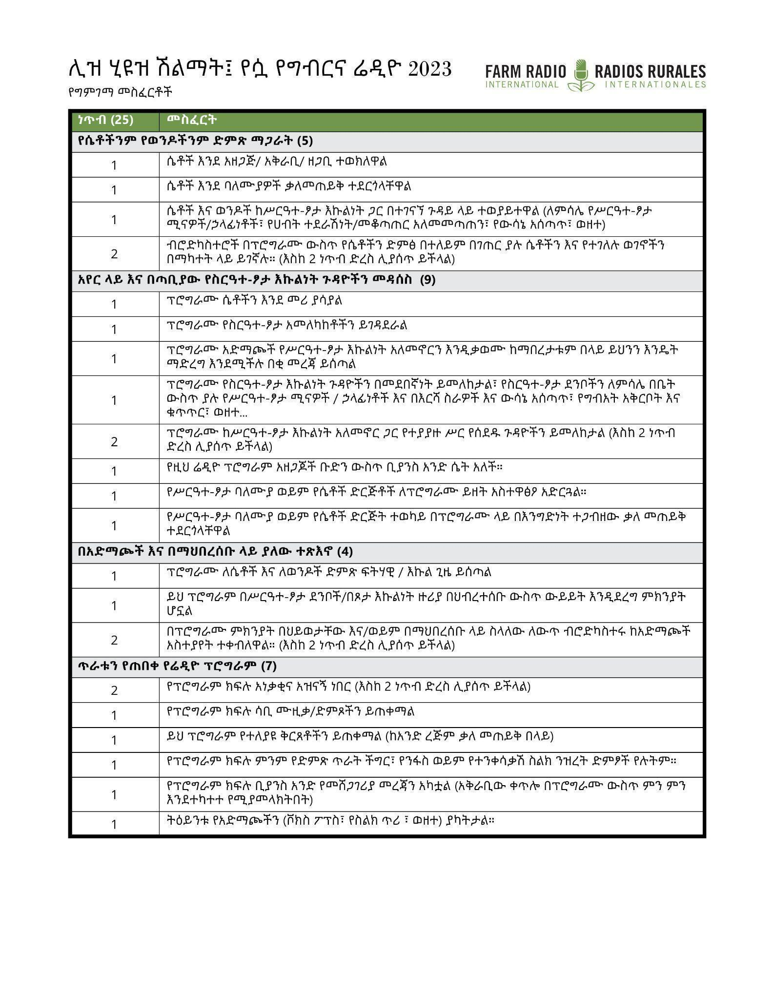 ሊዝ ሂዩዝ ሽልማት፤ የሷ የግብርና ሬዲዮ 2023
የግምገማ መስፈርቶች
FARM RADIO RADIOS RURALES
INTERNATIONAL INTERNATIONALES
ነጥብ (25) መስፈርት
የሴቶችንም የወንዶችንም ድምጽ ማጋራት (5)
1 ሴቶች እንደ አዘጋጅ/ አቅራቢ/ ዘጋቢ ተወክለዋል
1 ሴቶች እንደ ባለሙያዎች ቃለመጠይቅ ተደርጎላቸዋል
1 ሴቶች እና ወንዶች ከሥርዓተ-ፆታ እኩልነት ጋር በተገናኘ ጉዳይ ላይ ተወያይተዋል (ለምሳሌ የሥርዓተ-ፆታ
ሚናዎች/ኃላፊነቶች፣ የሀብት ተደራሽነት/መቆጣጠር አለመመጣጠን፣ የውሳኔ አሰጣጥ፣ ወዘተ)
2 ብሮድካስተሮች በፕሮግራሙ ውስጥ የሴቶችን ድምፅ በተለይም በገጠር ያሉ ሴቶችን እና የተገለሉ ወገኖችን
በማካተት ላይ ይገኛሉ። (እስከ 2 ነጥብ ድረስ ሊያሰጥ ይችላል)
አየር ላይ እና በጣቢያው የስርዓተ-ፆታ እኩልነት ጉዳዮችን መዳሰስ (9)
1 ፕሮግራሙ ሴቶችን እንደ መሪ ያሳያል
1 ፕሮግራሙ የስርዓተ-ፆታ አመለካከቶችን ይገዳደራል
1 ፕሮግራሙ አድማጮች የሥርዓተ-ፆታ እኩልነት አለመኖርን እንዲቃወሙ ከማበረታቱም በላይ ይህንን እንዴት
ማድረግ እንደሚችሉ በቂ መረጃ ይሰጣል
1 ፕሮግራሙ የስርዓተ-ፆታ እኩልነት ጉዳዮችን በመደበኛነት ይመለከታል፣ የስርዓተ-ፆታ ደንቦችን ለምሳሌ በቤት
ውስጥ ያሉ የሥርዓተ-ፆታ ሚናዎች / ኃላፊነቶች እና በእርሻ ስራዎች እና ውሳኔ አሰጣጥ፣ የግብአት አቅርቦት እና
ቁጥጥር፣ ወዘተ...
2 ፕሮግራሙ ከሥርዓተ-ፆታ እኩልነት አለመኖር ጋር የተያያዙ ሥር የሰደዱ ጉዳዮችን ይመለከታል (እስከ 2 ነጥብ
ድረስ ሊያሰጥ ይችላል)
1 የዚህ ሬዲዮ ፕሮግራም አዘጋጆች ቡድን ውስጥ ቢያንስ አንድ ሴት አለች።
1 የሥርዓተ-ፆታ ባለሙያ ወይም የሴቶች ድርጅቶች ለፕሮግራሙ ይዘት አስተዋፅዖ አድርጓል።
1 የሥርዓተ-ፆታ ባለሙያ ወይም የሴቶች ድርጅት ተወካይ በፕሮግራሙ ላይ በእንግድነት ተጋብዘው ቃለ መጠይቅ
ተደርጎላቸዋል
በአድማጮች እና በማህበረሰቡ ላይ ያለው ተጽእኖ (4)
1 ፕሮግራሙ ለሴቶች እና ለወንዶች ድምጽ ፍትሃዊ / እኩል ጊዜ ይሰጣል
1 ይህ ፕሮግራም በሥርዓተ-ፆታ ደንቦች/በጾታ እኩልነት ዙሪያ በህብረተሰቡ ውስጥ ውይይት እንዲደረግ ምክንያት
ሆኗል
2 በፕሮግራሙ ምክንያት በህይወታቸው እና/ወይም በማህበረሰቡ ላይ ስላለው ለውጥ ብሮድካስተሩ ከአድማጮች
አስተያየት ተቀብለዋል። (እስከ 2 ነጥብ ድረስ ሊያሰጥ ይችላል)
ጥራቱን የጠበቀ የሬዲዮ ፕሮግራም (7)
2 የፕሮግራም ክፍሉ አነቃቂና አዝናኝ ነበር (እስከ 2 ነጥብ ድረስ ሊያሰጥ ይችላል)
1 የፕሮግራም ክፍሉ ሳቢ ሙዚቃ/ድምጾችን ይጠቀማል
1 ይህ ፕሮግራም የተለያዩ ቅርጸቶችን ይጠቀማል (ከአንድ ረጅም ቃለ መጠይቅ በላይ)
1 የፕሮግራም ክፍሉ ምንም የድምጽ ጥራት ችግር፣ የንፋስ ወይም የተንቀሳቃሽ ስልክ ንዝረት ድምፆች የሉትም።
1 የፕሮግራም ክፍሉ ቢያንስ አንድ የመሸጋገሪያ መረጃን አካቷል (አቅራቢው ቀጥሎ በፕሮግራሙ ውስጥ ምን ምን
እንደተካተተ የሚያመላክትበት)
1 ትዕይንቱ የአድማጮችን (ቮክስ ፖፕስ፣ የስልክ ጥሪ ፣ ወዘተ) ያካትታል።